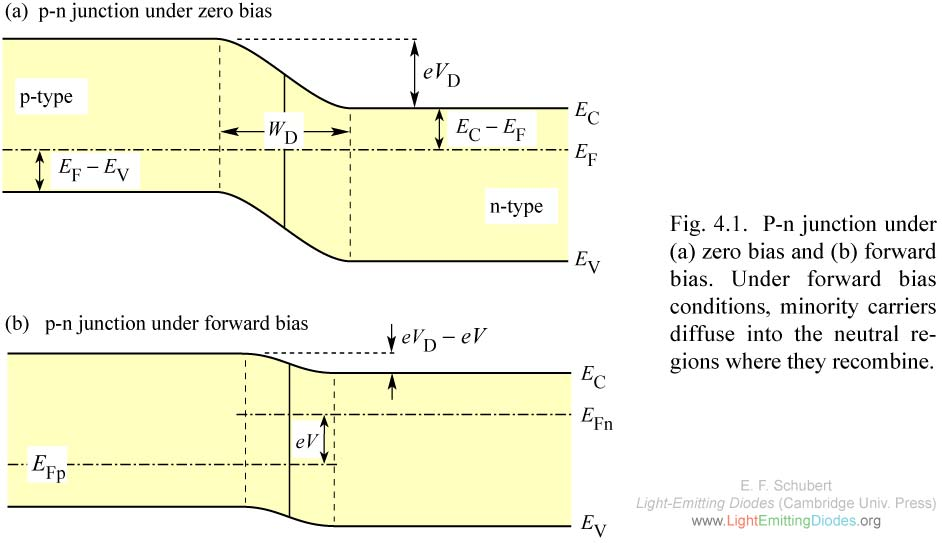 (a) p-n junction under zero bias
eV_D
p-type
E_C
W_D
E_C – E_F
E_F
E_F – E_V
n-type
E_V
(b) p-n junction under forward bias
eV_D – eV
E_C
E_Fn
eV
E_Fp
E_V
Fig. 4.1. P-n junction under
(a) zero bias and (b) forward
bias. Under forward bias
conditions, minority carriers
diffuse into the neutral re-
gions where they recombine.
E. F. Schubert
Light-Emitting Diodes (Cambridge Univ. Press)
www.LightEmittingDiodes.org